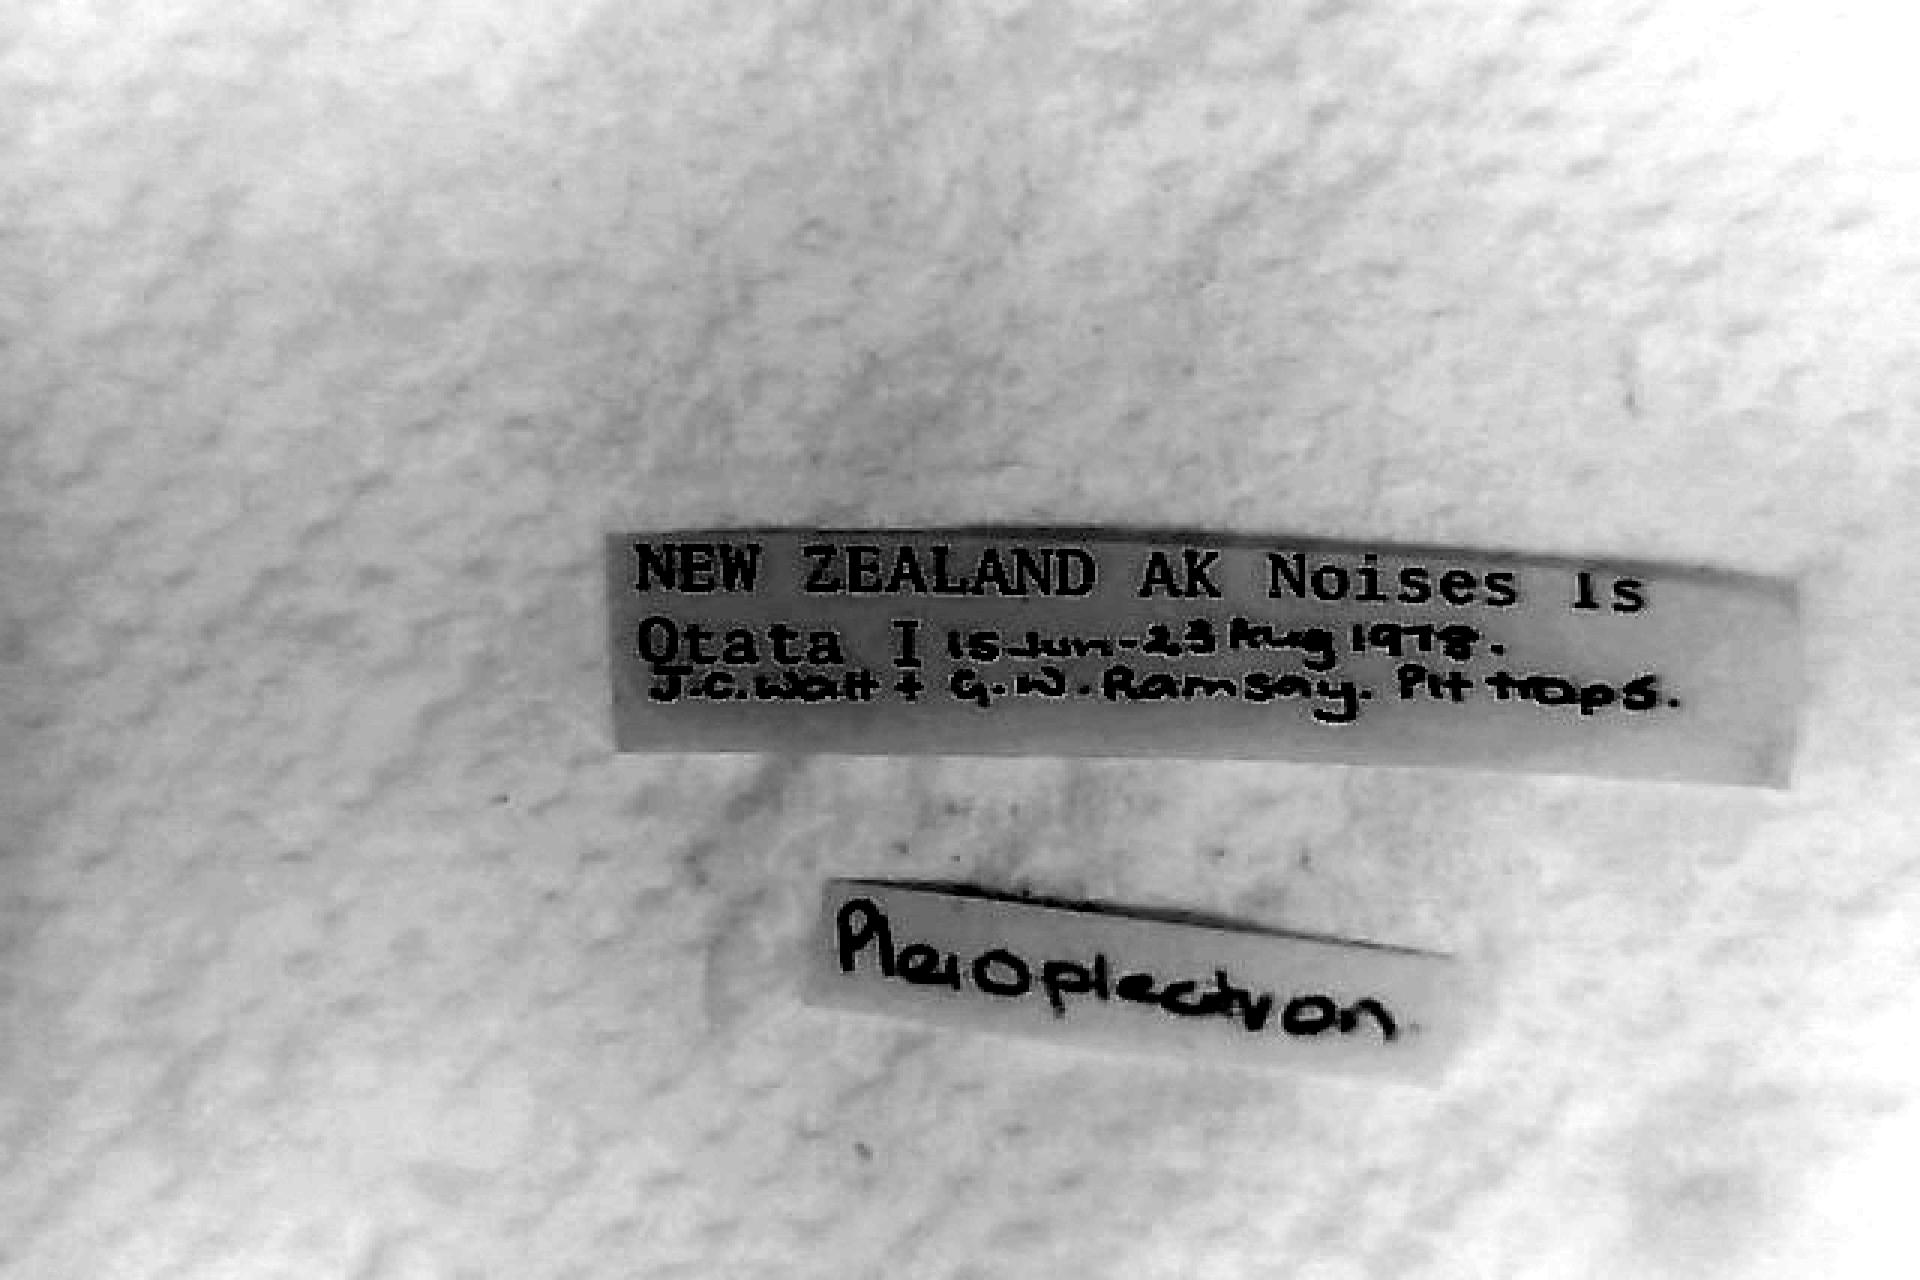 NEW ZEALAND AK Noises Is
Otata I 15 Jun-23 Aug 1978.
J.C. Watt + G.W. Ramsay. Pit traps.
Pleioplectron